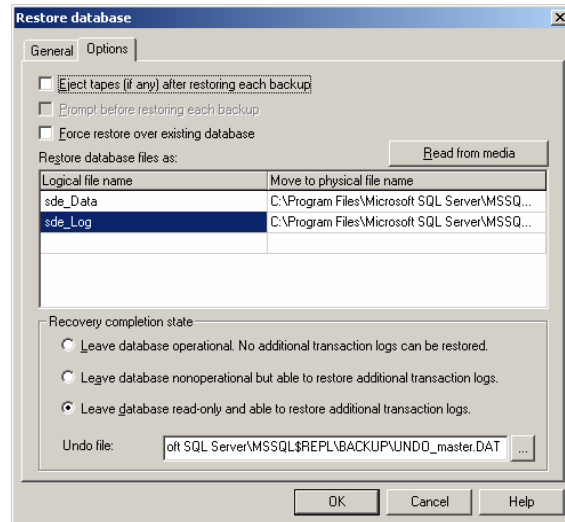 Restore database
General
Options
Eject tapes (if any) after restoring each backup
Prompt before restoring each backup
Force restore over existing database
Restore database files as:
Read from media
Logical file name Move to physical file name
sde_Data C:\Program Files\Microsoft SQL Server\MSSQ...
sde_Log C:\Program Files\Microsoft SQL Server\MSSQ...
Recovery completion state
Leave database operational. No additional transaction logs can be restored.
Leave database nonoperational but able to restore additional transaction logs.
Leave database read-only and able to restore additional transaction logs.
Undo file: oft SQL Server\MSSQL$REPL\BACKUP\UNDO_master.DAT ...
OK Cancel Help